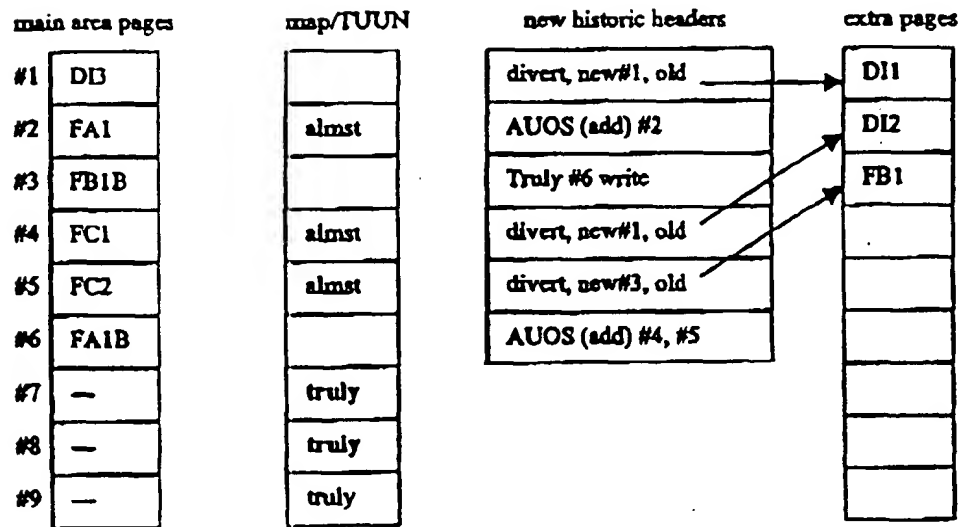 main area pages map/TUUN new historic headers extra pages
#1 DI3 divert, new#1, old DI1
#2 FA1 almst AUOS (add) #2 DI2
#3 FB1B Truly #6 write FB1
#4 FC1 almst divert, new#1, old
#5 FC2 almst divert, new#3, old
#6 FA1B AUOS (add) #4, #5
#7 — truly
#8 — truly
#9 — truly